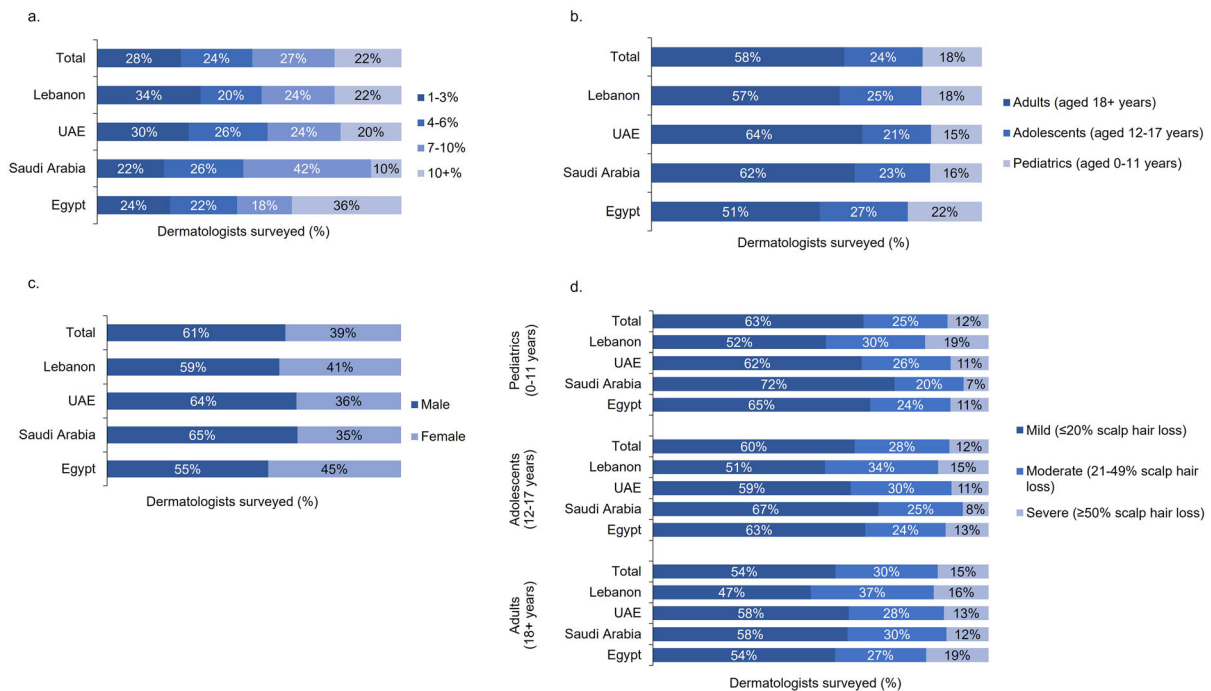 a.
Total 28% 24% 27% 22%
Lebanon 34% 20% 24% 22%
UAE 30% 26% 24% 20%
Saudi Arabia 22% 26% 42% 10%
Egypt 24% 22% 18% 36%
Dermatologists surveyed (%)
1-3%
4-6%
7-10%
10+%
b.
Total 58% 24% 18%
Lebanon 57% 25% 18%
UAE 64% 21% 15%
Saudi Arabia 62% 23% 16%
Egypt 51% 27% 22%
Dermatologists surveyed (%)
Adults (aged 18+ years)
Adolescents (aged 12-17 years)
Pediatrics (aged 0-11 years)
c.
Total 61% 39%
Lebanon 59% 41%
UAE 64% 36%
Saudi Arabia 65% 35%
Egypt 55% 45%
Dermatologists surveyed (%)
Male
Female
d.
Pediatrics
(0-11 years)
Total 63% 25% 12%
Lebanon 52% 30% 19%
UAE 62% 26% 11%
Saudi Arabia 72% 20% 7%
Egypt 65% 24% 11%
Adolescents
(12-17 years)
Total 60% 28% 12%
Lebanon 51% 34% 15%
UAE 59% 30% 11%
Saudi Arabia 67% 25% 8%
Egypt 63% 24% 13%
Adults
(18+ years)
Total 54% 30% 15%
Lebanon 47% 37% 16%
UAE 58% 28% 13%
Saudi Arabia 58% 30% 12%
Egypt 54% 27% 19%
Dermatologists surveyed (%)
Mild (≤20% scalp hair loss)
Moderate (21-49% scalp hair
loss)
Severe (≥50% scalp hair loss)